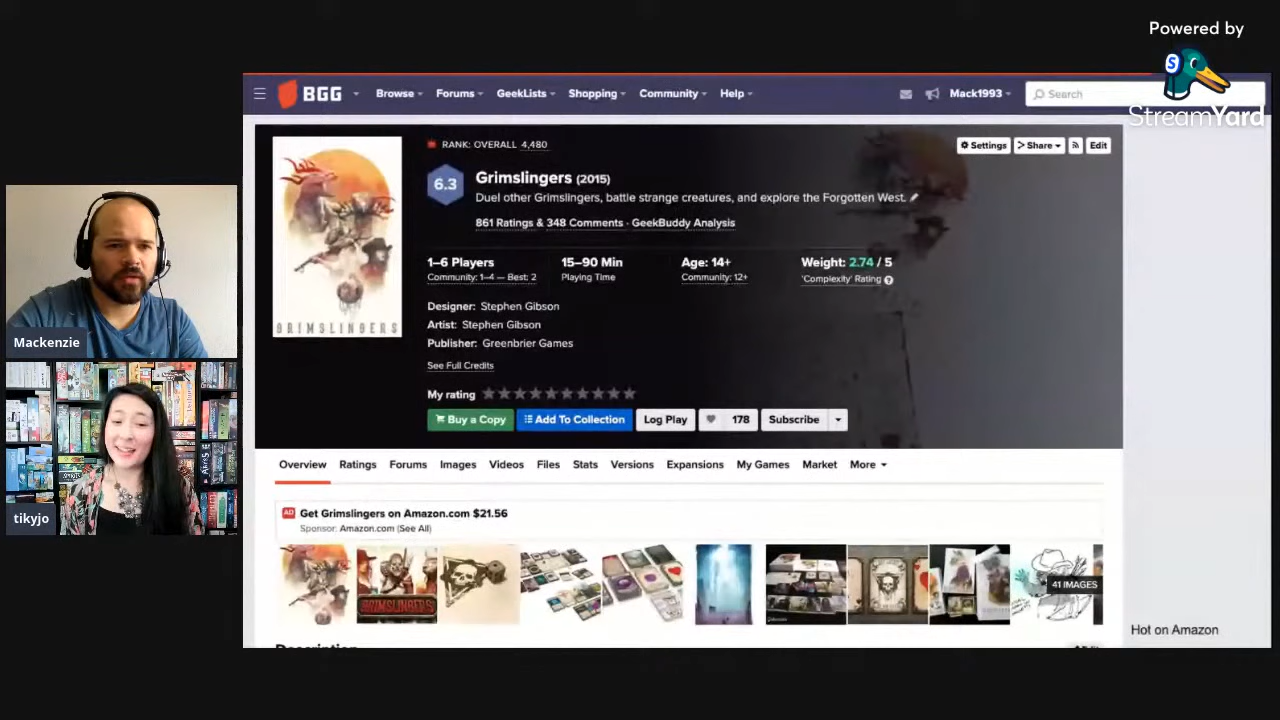 Powered by
StreamYard
BGG
Browse
Forums
GeekLists
Shopping
Community
Help
Mack1993
Search
RANK: OVERALL 4,480
Settings
Share
Edit
6.3
Grimslingers (2015)
Duel other Grimslingers, battle strange creatures, and explore the Forgotten West.
861 Ratings & 348 Comments · GeekBuddy Analysis
1–6 Players
Community: 1–4 — Best: 2
15–90 Min
Playing Time
Age: 14+
Community: 12+
Weight: 2.74 / 5
'Complexity' Rating
GRIMSLINGERS
Designer: Stephen Gibson
Artist: Stephen Gibson
Publisher: Greenbrier Games
See Full Credits
My rating
Buy a Copy
Add To Collection
Log Play
178
Subscribe
Overview
Ratings
Forums
Images
Videos
Files
Stats
Versions
Expansions
My Games
Market
More
AD
Get Grimslingers on Amazon.com $21.56
Sponsor: Amazon.com (See All)
GRIMSLINGERS
41 IMAGES
Description
Hot on Amazon
Mackenzie
tikyjo